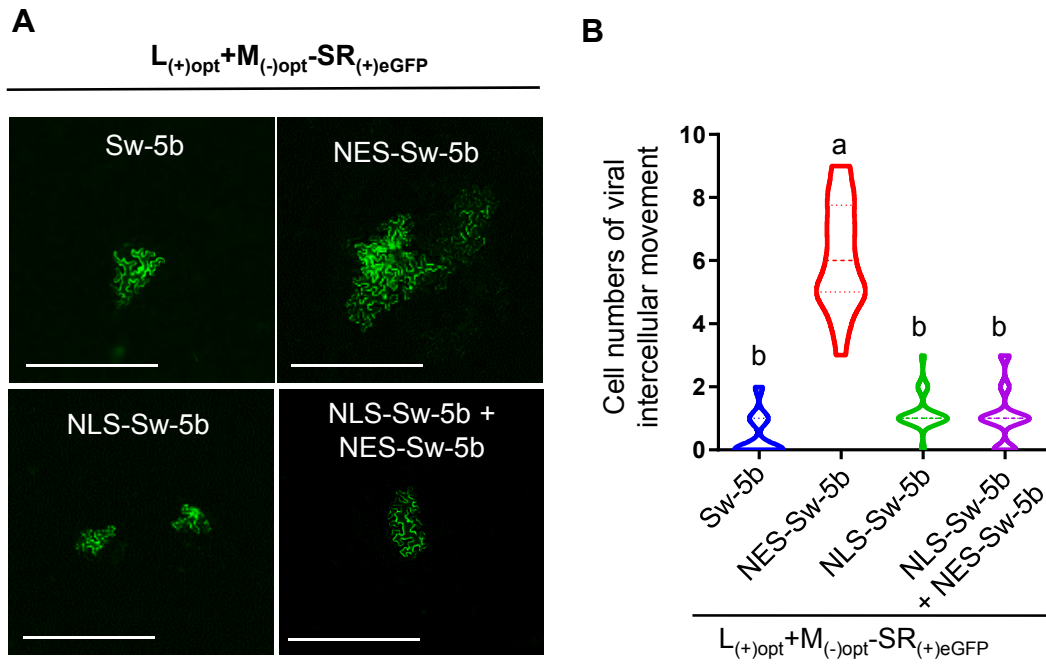 A
L(+)opt+M(-)opt-SR(+)eGFP
Sw-5b
NES-Sw-5b
NLS-Sw-5b
NLS-Sw-5b +
NES-Sw-5b
B
Cell numbers of viral
intercellular movement
10
8
6
4
2
0
b
a
b
b
Sw-5b
NES-Sw-5b
NLS-Sw-5b
NLS-Sw-5b
+ NES-Sw-5b
L(+)opt+M(-)opt-SR(+)eGFP